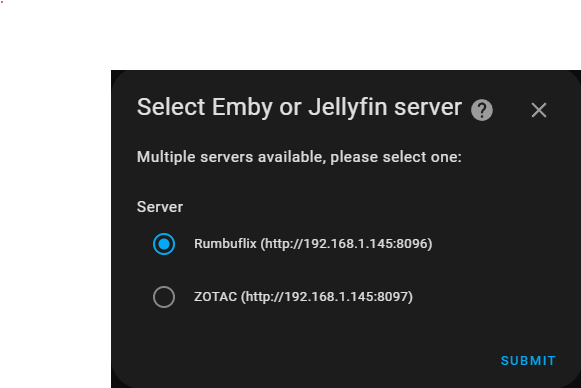 Select Emby or Jellyfin server ?
Multiple servers available, please select one:
Server
Rumbuflix (http://192.168.1.145:8096)
ZOTAC (http://192.168.1.145:8097)
SUBMIT